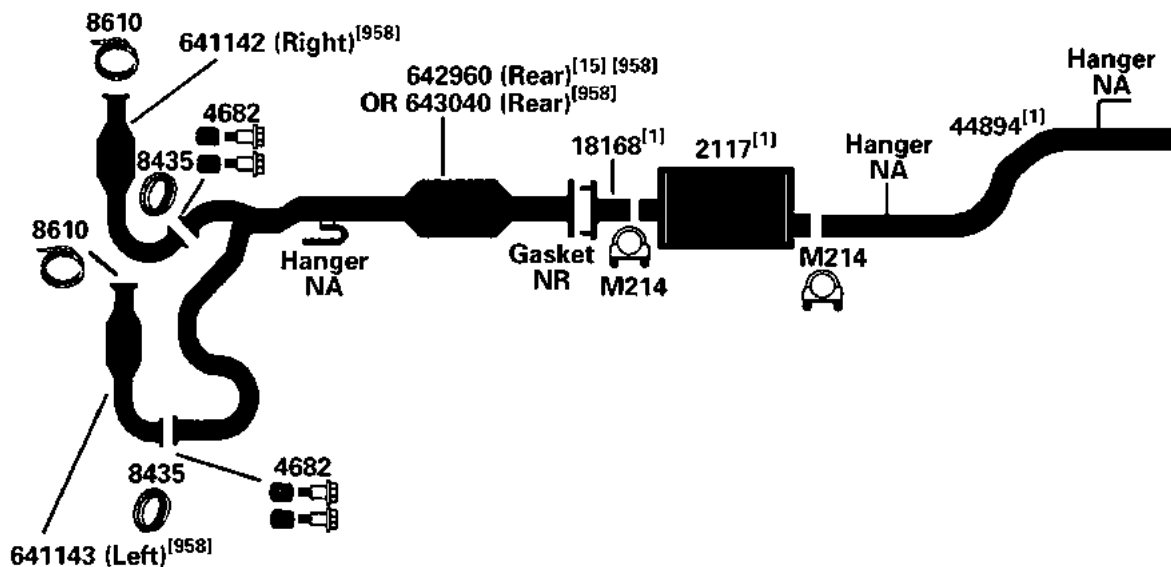 8610
641142 (Right)[958]
4682
8435
8610
642960 (Rear)[15] [958]
OR 643040 (Rear)[958]
Hanger
NA
18168[1]
Gasket
NR
M214
2117[1]
M214
Hanger
NA
44894[1]
Hanger
NA
8435
4682
641143 (Left)[958]